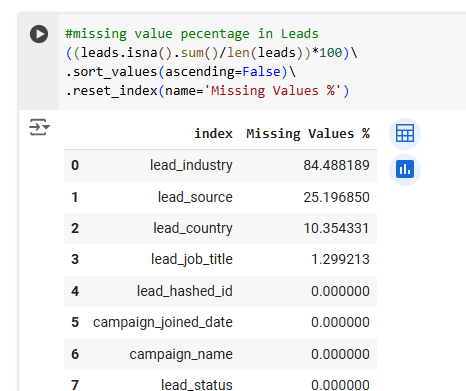 #missing value pecentage in Leads
((leads.isna().sum()/len(leads))*100)\
.sort_values(ascending=False)\
.reset_index(name='Missing Values %')
index Missing Values %
0 lead_industry 84.488189
1 lead_source 25.196850
2 lead_country 10.354331
3 lead_job_title 1.299213
4 lead_hashed_id 0.000000
5 campaign_joined_date 0.000000
6 campaign_name 0.000000
7 lead_status 0.000000